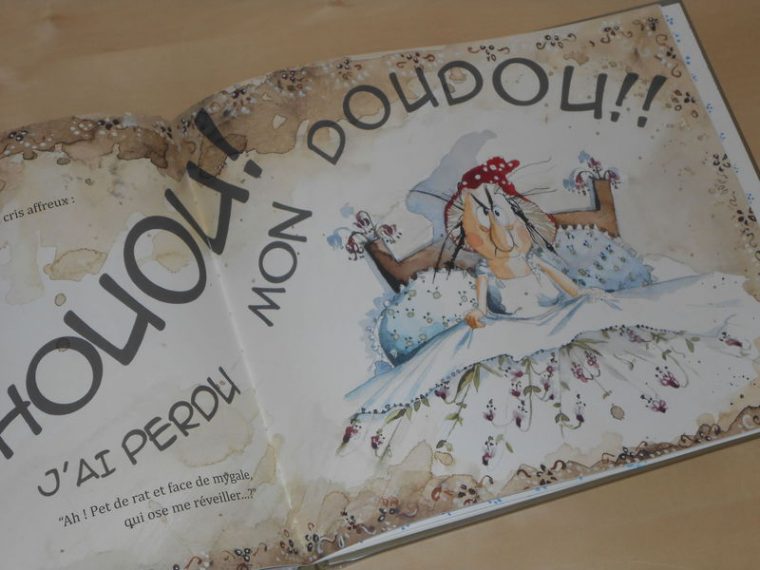 cris affreux :
HOUOU!
J'AI PERDU
MON DOUDOU!!
"Ah ! Pet de rat et face de mygale,
qui ose me réveiller...?"